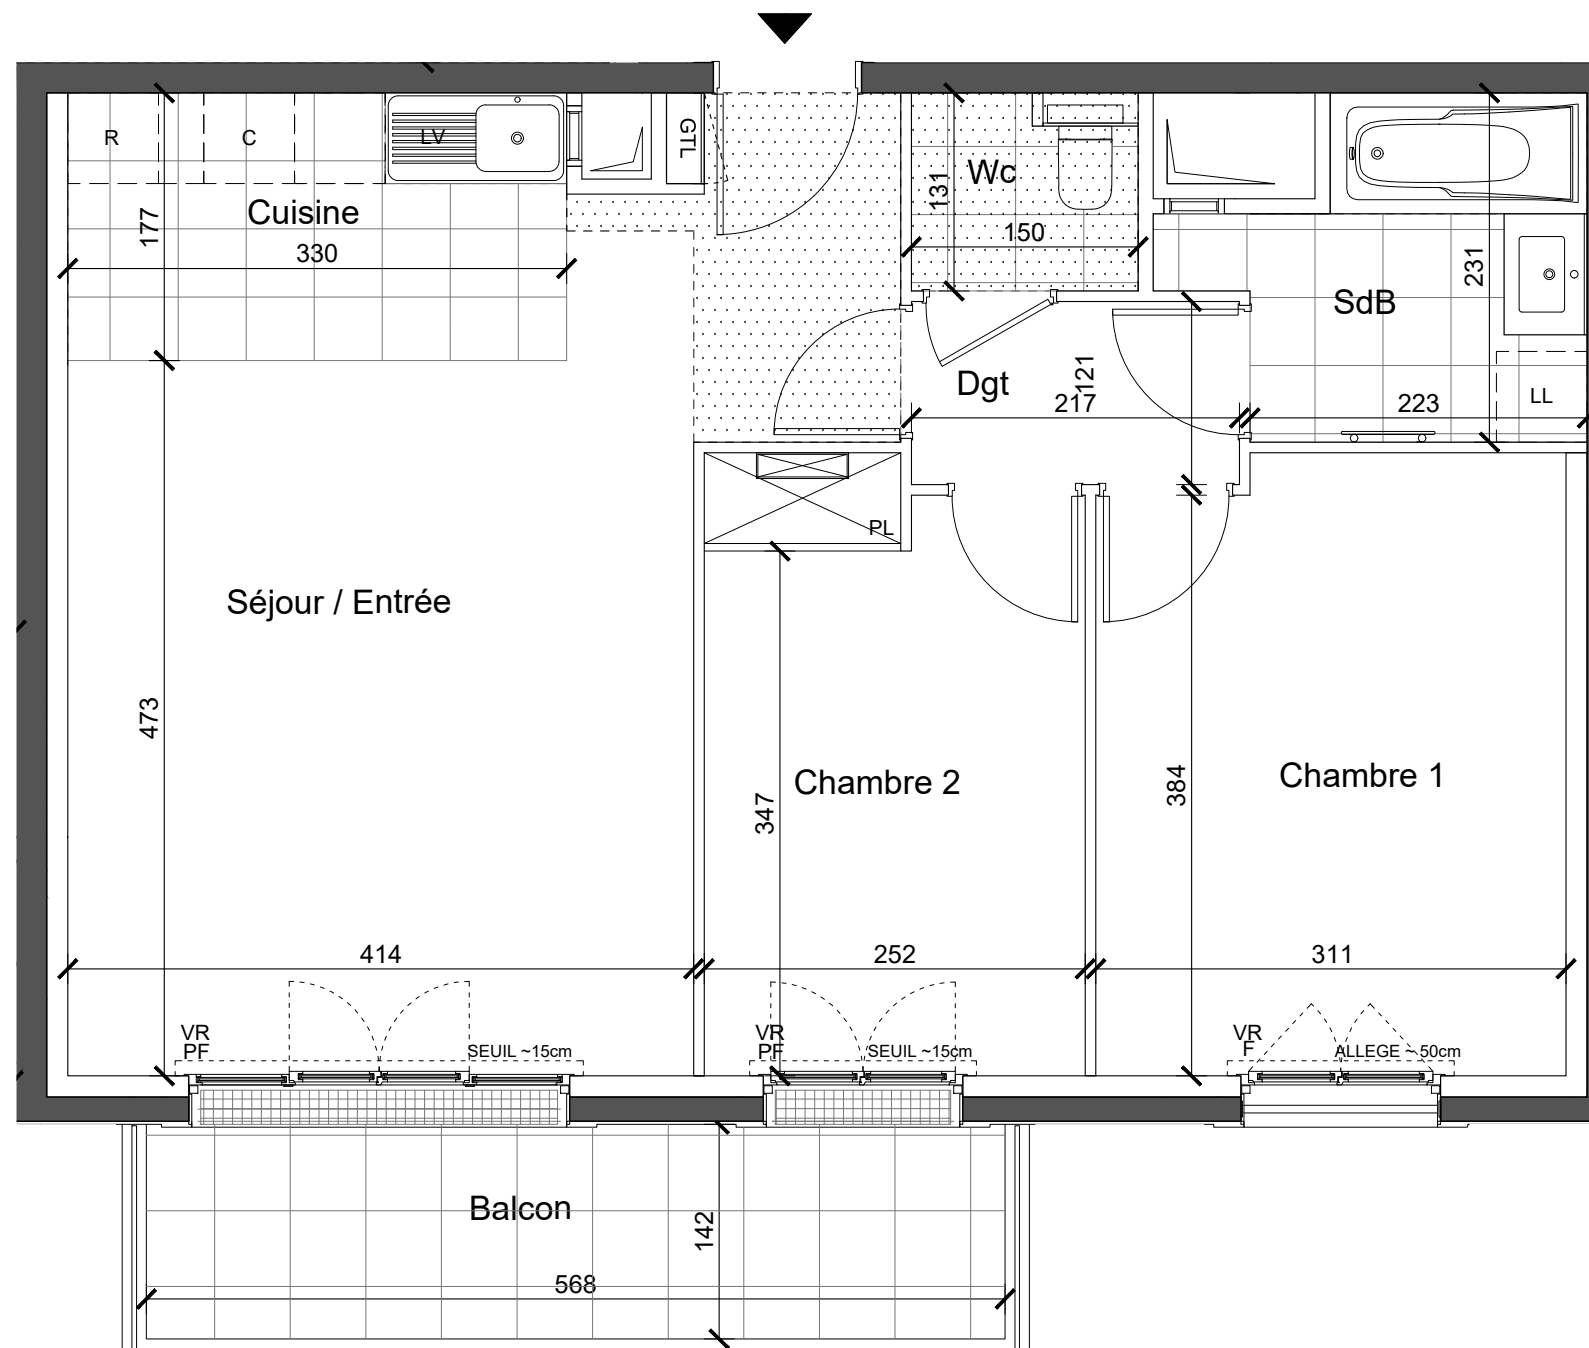 R
C
LV
GTL
Wc
131
150
Cuisine
177
330
231
SdB
Dgt
121
217
223
LL
PL
Séjour / Entrée
473
Chambre 2
347
Chambre 1
384
414
252
311
VR
PF
SEUIL ~15cm
VR
PF
SEUIL ~15cm
VR
F
ALLEGE ~ 50cm
Balcon
142
568